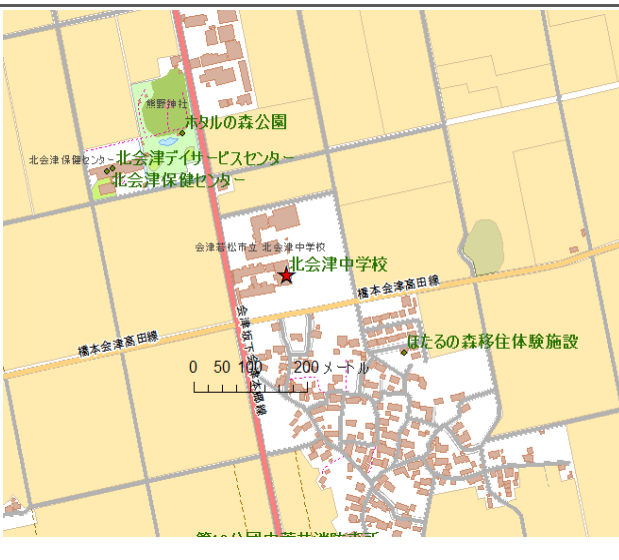 熊野神社
ホタルの森公園
北会津保健センター
北会津デイサービスセンター
北会津保健センター
会津若松市立 北会津中学校
北会津中学校
橋本会津高田線
橋本会津高田線
会津坂下会津本郷線
ほたるの森移住体験施設
0 50 100 200 メートル